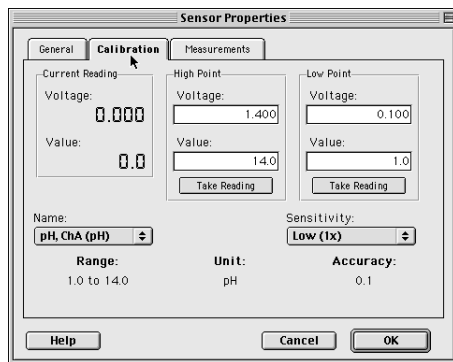 Sensor Properties
General Calibration Measurements
Current Reading
Voltage:
0.000
Value:
0.0
High Point
Voltage:
1.400
Value:
14.0
Take Reading
Low Point
Voltage:
0.100
Value:
1.0
Take Reading
Name:
pH, ChA (pH)
Sensitivity:
Low (1x)
Range: Unit: Accuracy:
1.0 to 14.0 pH 0.1
Help Cancel OK